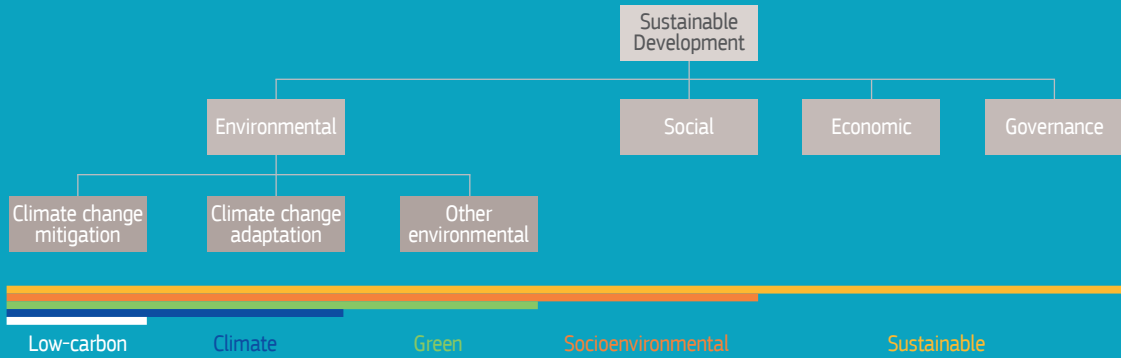 Sustainable
Development
Environmental
Social
Economic
Governance
Climate change
mitigation
Climate change
adaptation
Other
environmental
Low-carbon
Climate
Green
Socioenvironmental
Sustainable